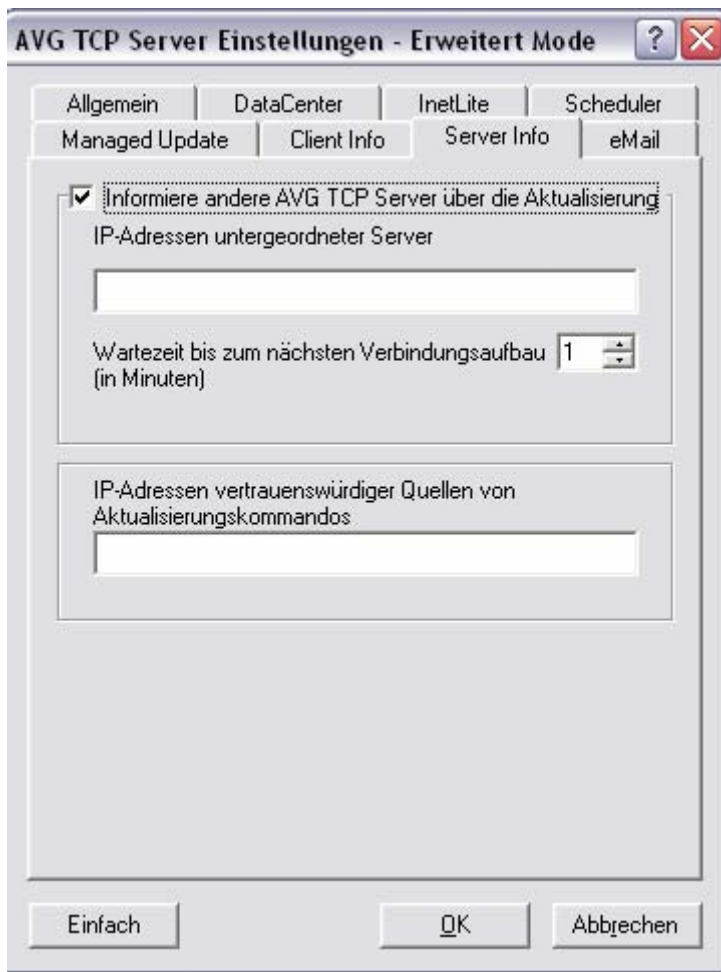 AVG TCP Server Einstellungen - Erweitert Mode
Allgemein DataCenter InetLite Scheduler
Managed Update Client Info Server Info eMail
Informiere andere AVG TCP Server über die Aktualisierung
IP-Adressen untergeordneter Server
Wartezeit bis zum nächsten Verbindungsaufbau 1
(in Minuten)
IP-Adressen vertrauenswürdiger Quellen von
Aktualisierungskommandos
Einfach OK Abbrechen